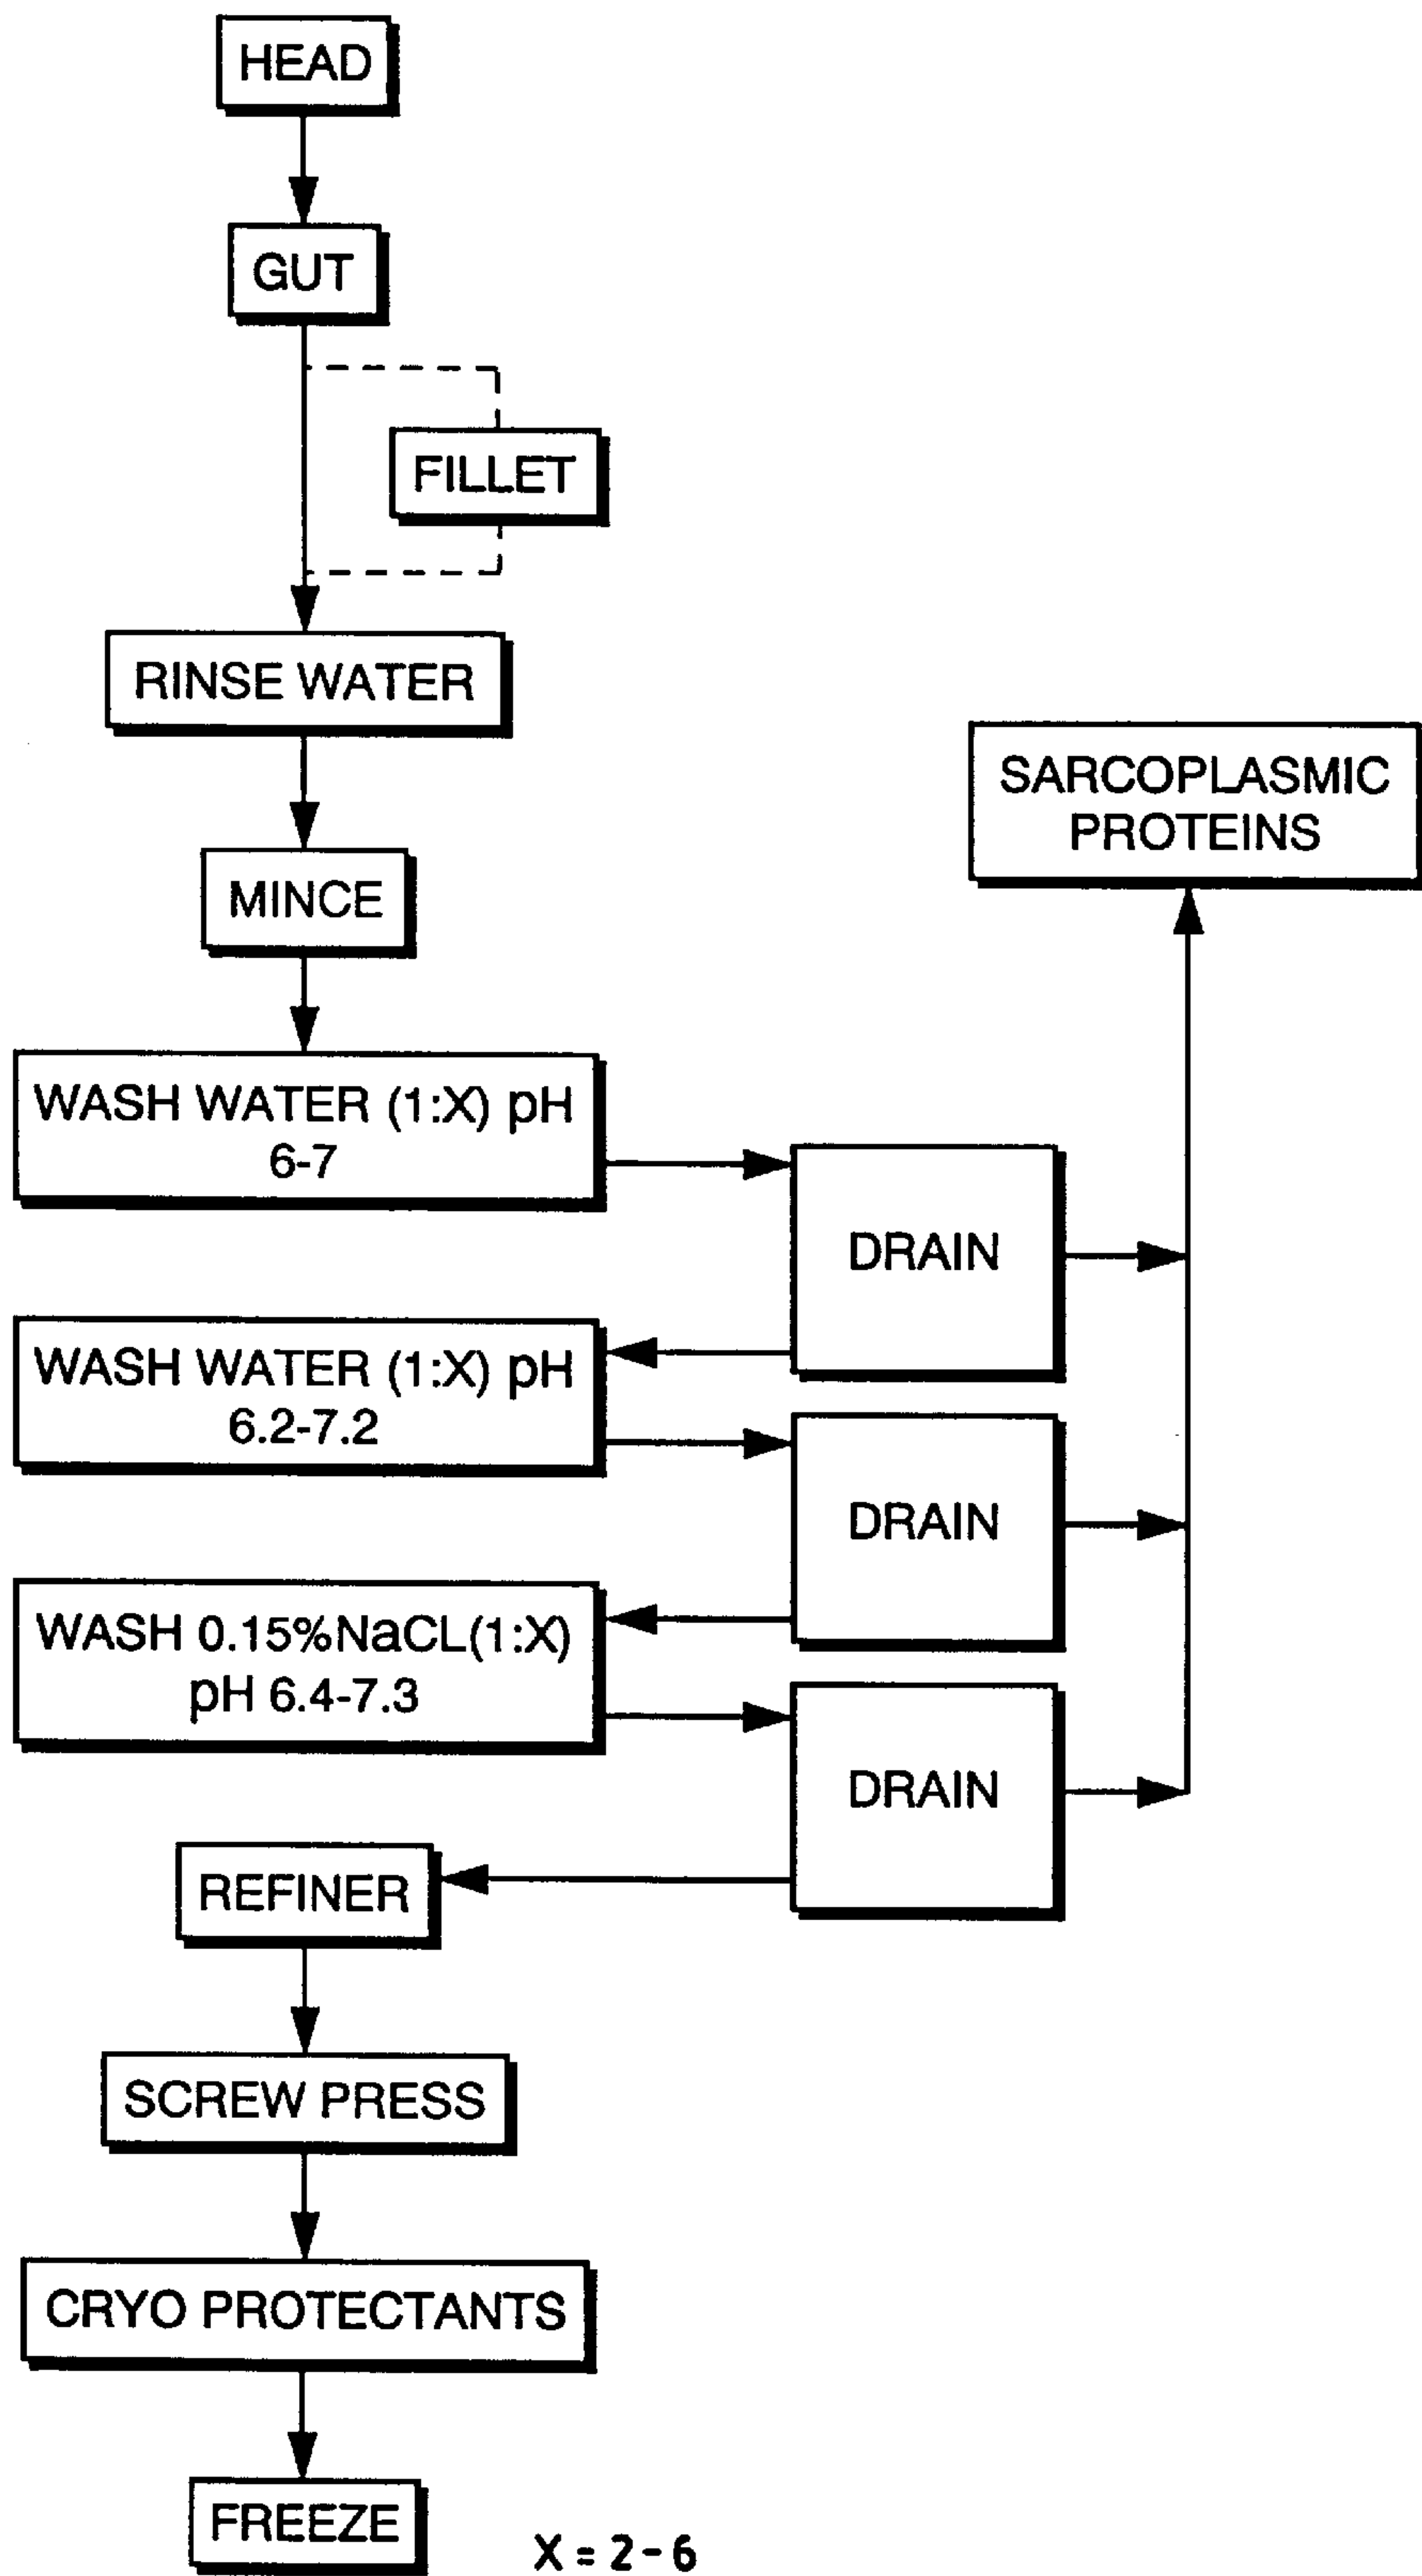 HEAD
GUT
FILLET
RINSE WATER
SARCOPLASMIC
PROTEINS
MINCE
WASH WATER (1:X) pH
6-7
DRAIN
WASH WATER (1:X) pH
6.2-7.2
DRAIN
WASH 0.15%NaCL(1:X)
pH 6.4-7.3
DRAIN
REFINER
SCREW PRESS
CRYO PROTECTANTS
FREEZE
X = 2-6